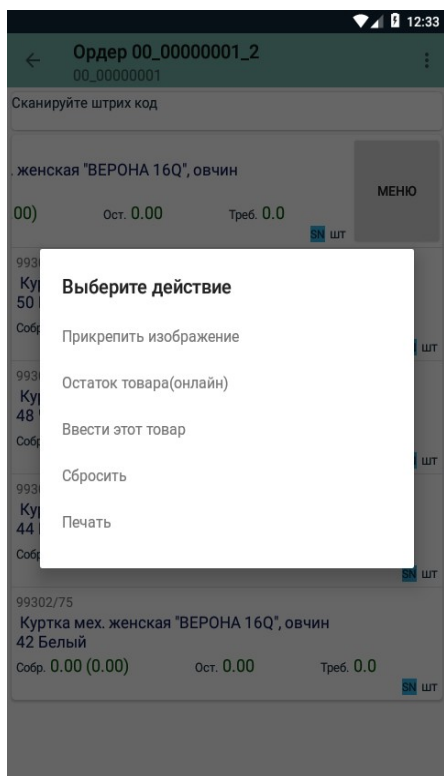 12:33
Ордер 00_00000001_2
00_00000001
Сканируйте штрих код
. женская "ВЕРОНА 16Q", овчин
МЕНЮ
00) Ост. 0.00 Треб. 0.0
SN шт
Выберите действие
Прикрепить изображение
шт
Остаток товара(онлайн)
48
Ввести этот товар
шт
Сбросить
44
Печать
SN шт
99302/75
Куртка мех. женская "ВЕРОНА 16Q", овчин
42 Белый
Собр. 0.00 (0.00) Ост. 0.00 Треб. 0.0
SN шт